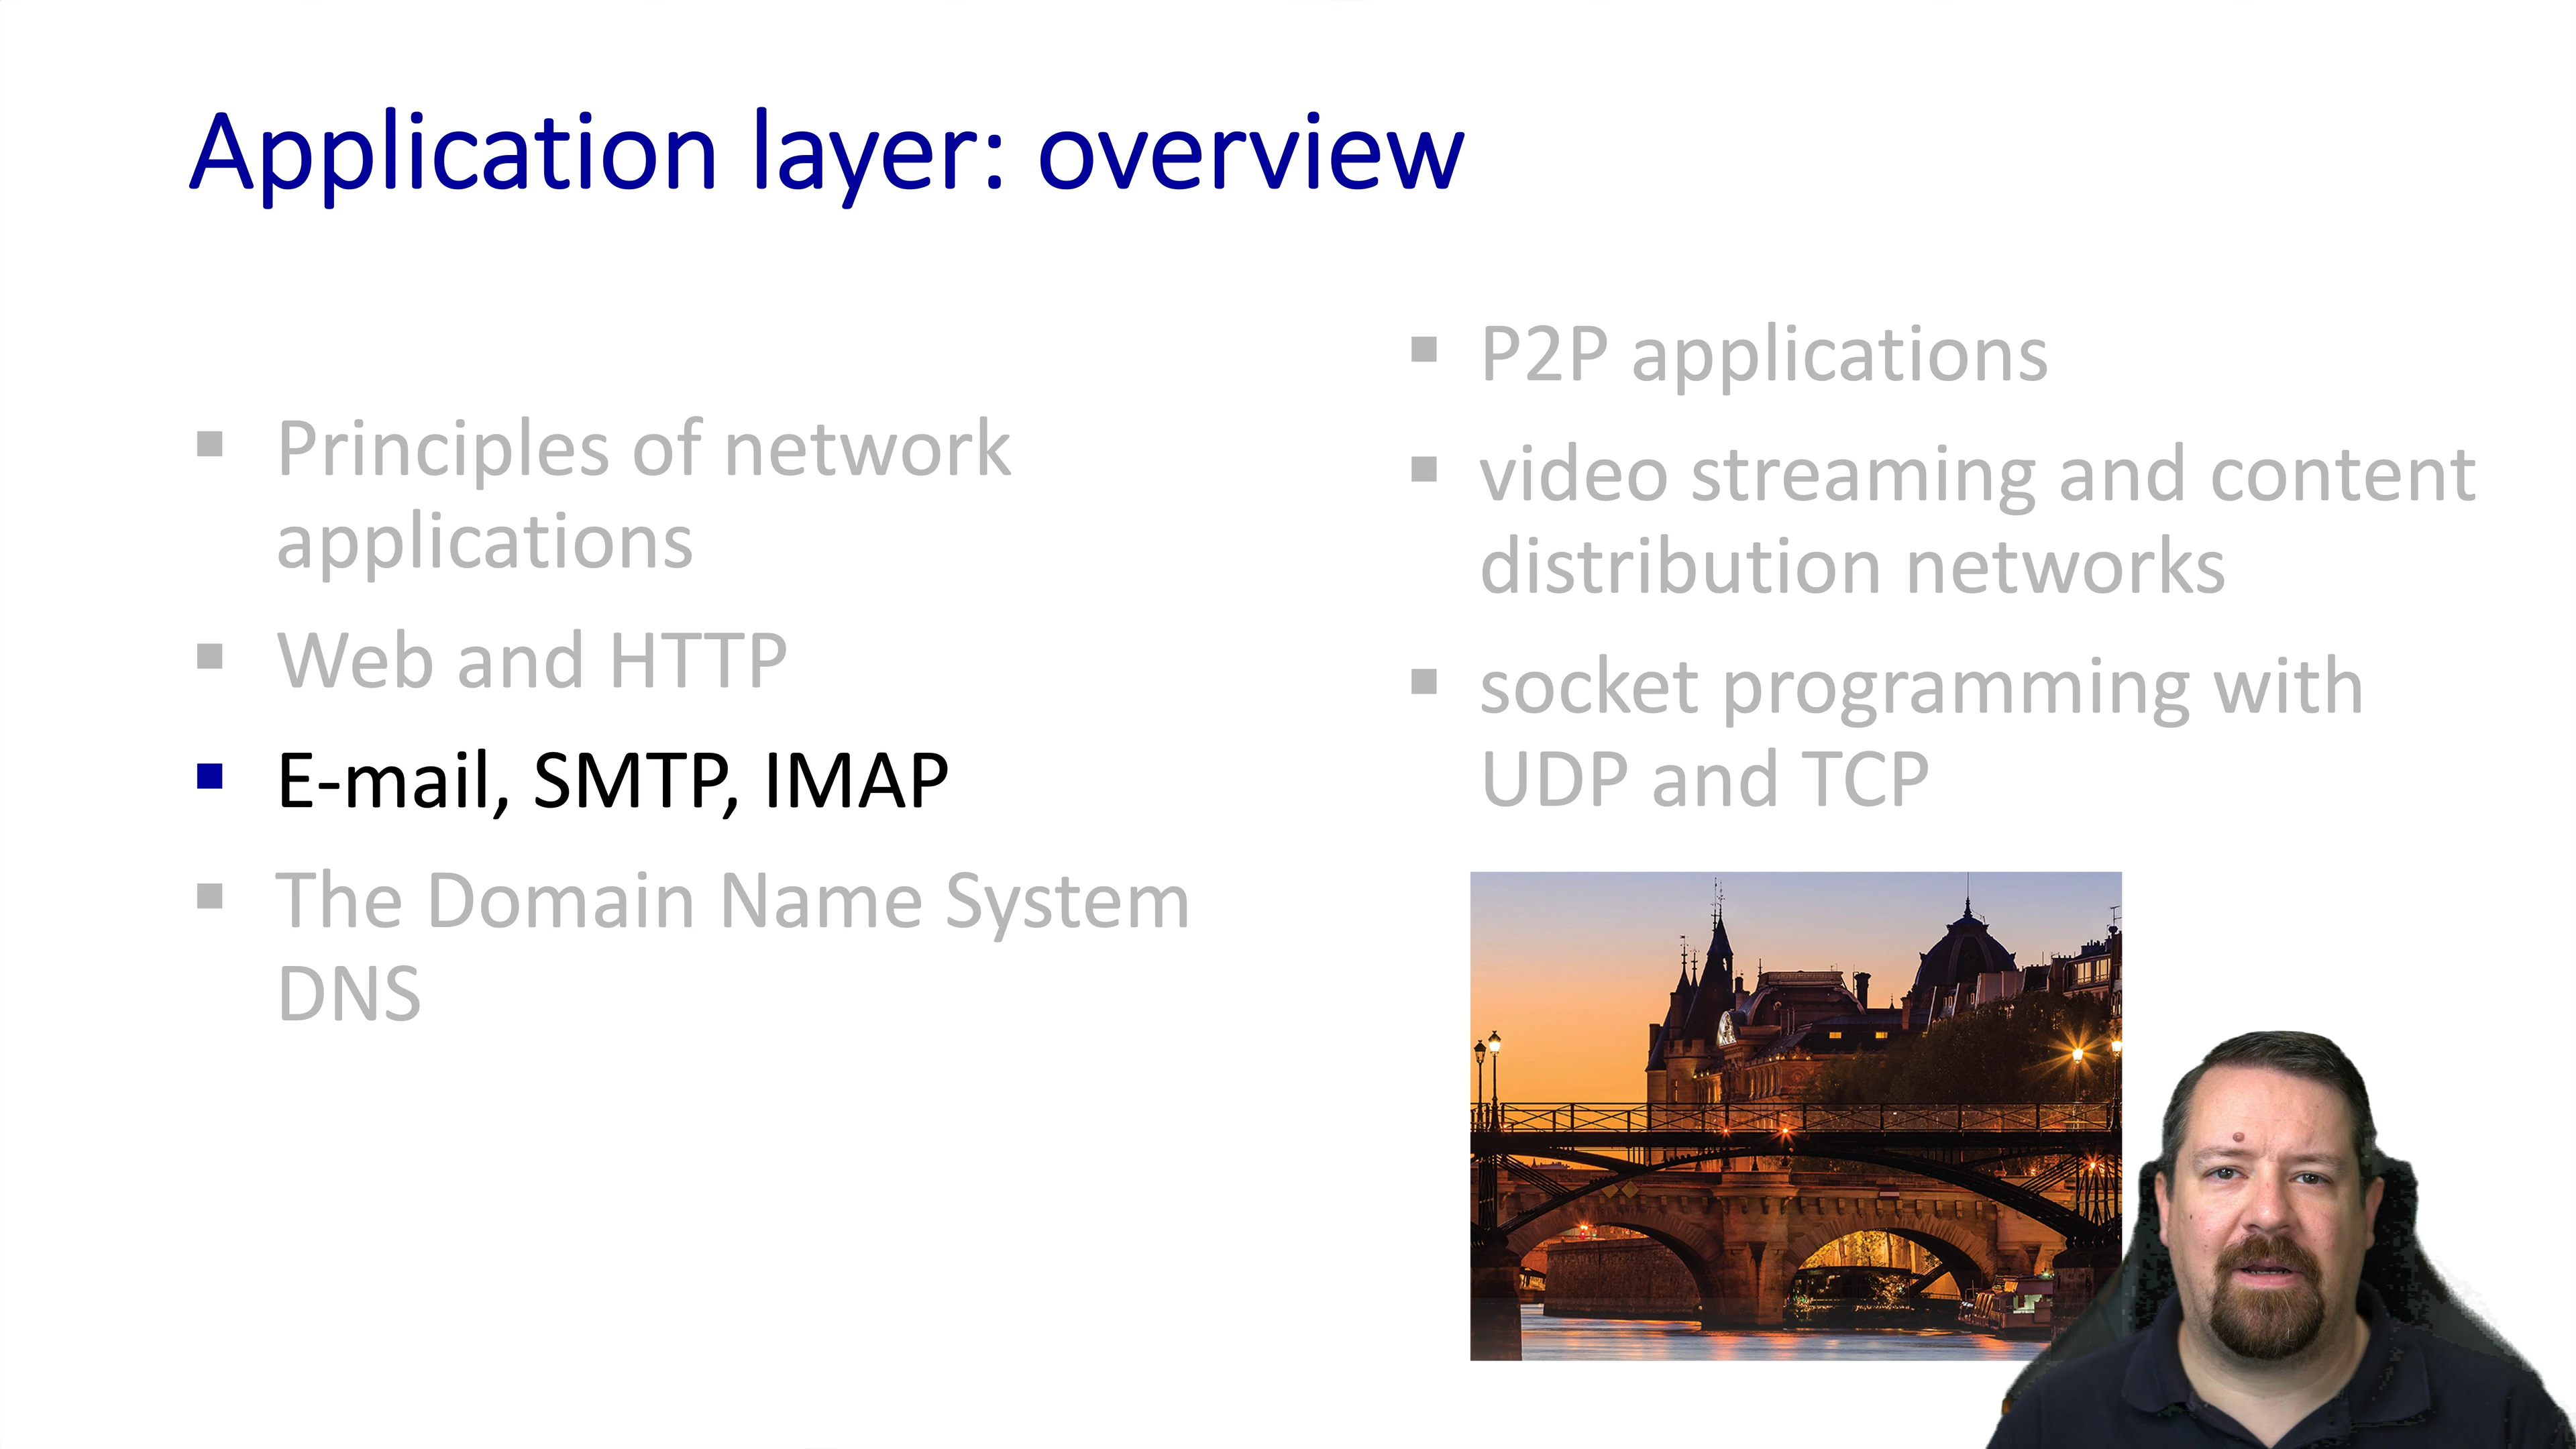 Application layer: overview
Principles of network
applications
Web and HTTP
E-mail, SMTP, IMAP
The Domain Name System
DNS
P2P applications
video streaming and content
distribution networks
socket programming with
UDP and TCP